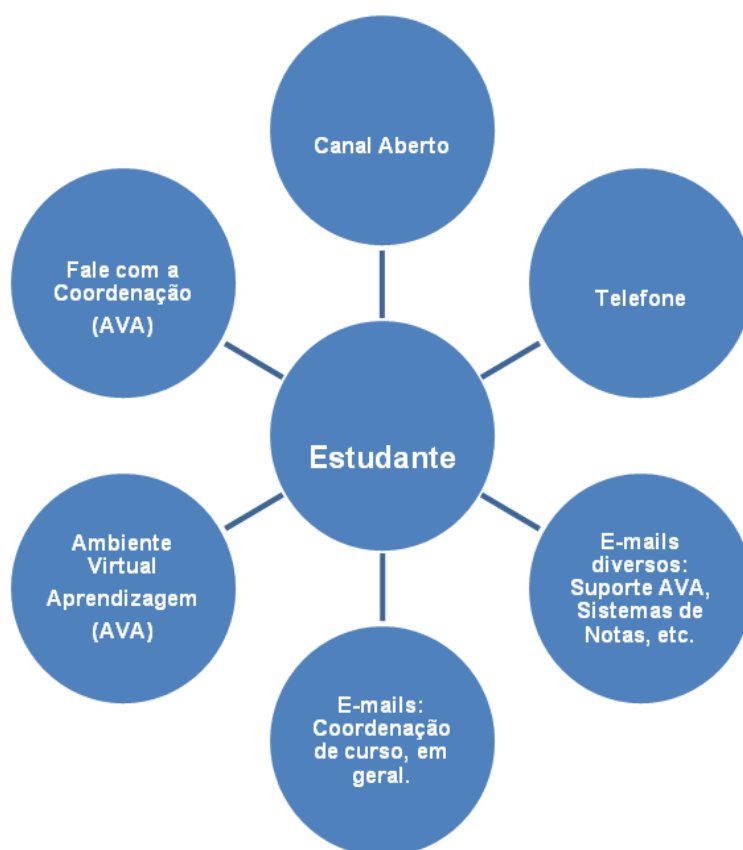 Canal Aberto
Fale com a
Coordenação
(AVA)
Telefone
Estudante
Ambiente
Virtual
Aprendizagem
(AVA)
E-mails
diversos:
Suporte AVA,
Sistemas de
Notas, etc.
E-mails:
Coordenação
de curso, em
geral.